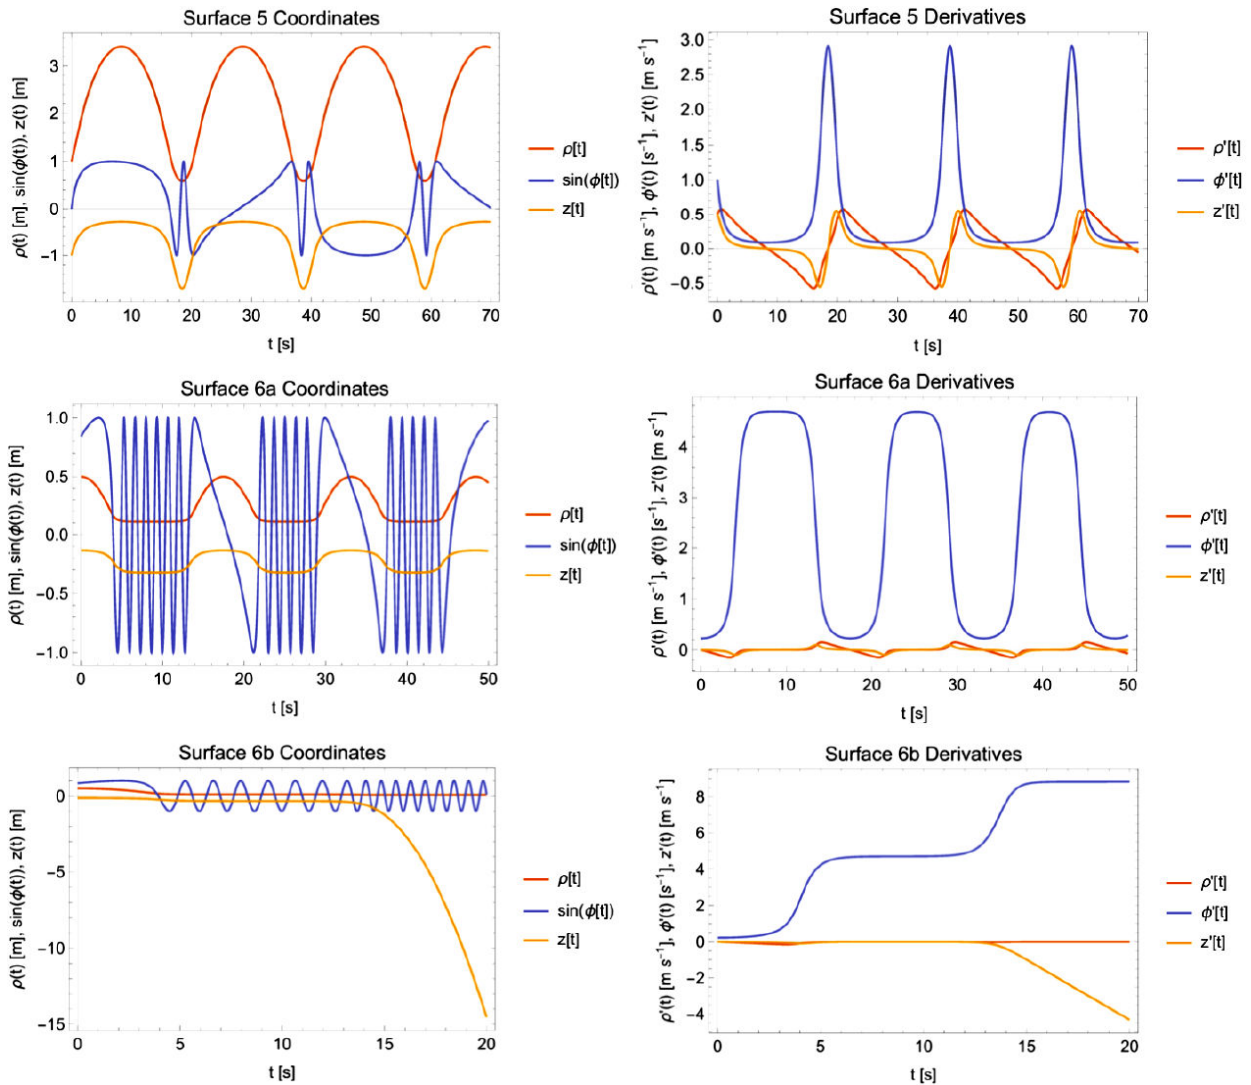 Surface 5 Coordinates
ρ(t) [m], sin(ϕ(t)), z(t) [m]
3
2
1
0
-1
0 10 20 30 40 50 60 70
t [s]
ρ[t]
sin(ϕ[t])
z[t]
Surface 5 Derivatives
ρ'(t) [m s⁻¹], ϕ'(t) [s⁻¹], z'(t) [m s⁻¹]
3.0
2.5
2.0
1.5
1.0
0.5
0.0
-0.5
0 10 20 30 40 50 60 70
t [s]
ρ'[t]
ϕ'[t]
z'[t]
Surface 6a Coordinates
ρ(t) [m], sin(ϕ(t)), z(t) [m]
1.0
0.5
0.0
-0.5
-1.0
0 10 20 30 40 50
t [s]
ρ[t]
sin(ϕ[t])
z[t]
Surface 6a Derivatives
ρ'(t) [m s⁻¹], ϕ'(t) [s⁻¹], z'(t) [m s⁻¹]
4
3
2
1
0
0 10 20 30 40 50
t [s]
ρ'[t]
ϕ'[t]
z'[t]
Surface 6b Coordinates
ρ(t) [m], sin(ϕ(t)), z(t) [m]
0
-5
-10
-15
0 5 10 15 20
t [s]
ρ[t]
sin(ϕ[t])
z[t]
Surface 6b Derivatives
ρ'(t) [m s⁻¹], ϕ'(t) [s⁻¹], z'(t) [m s⁻¹]
8
6
4
2
0
-2
-4
0 5 10 15 20
t [s]
ρ'[t]
ϕ'[t]
z'[t]